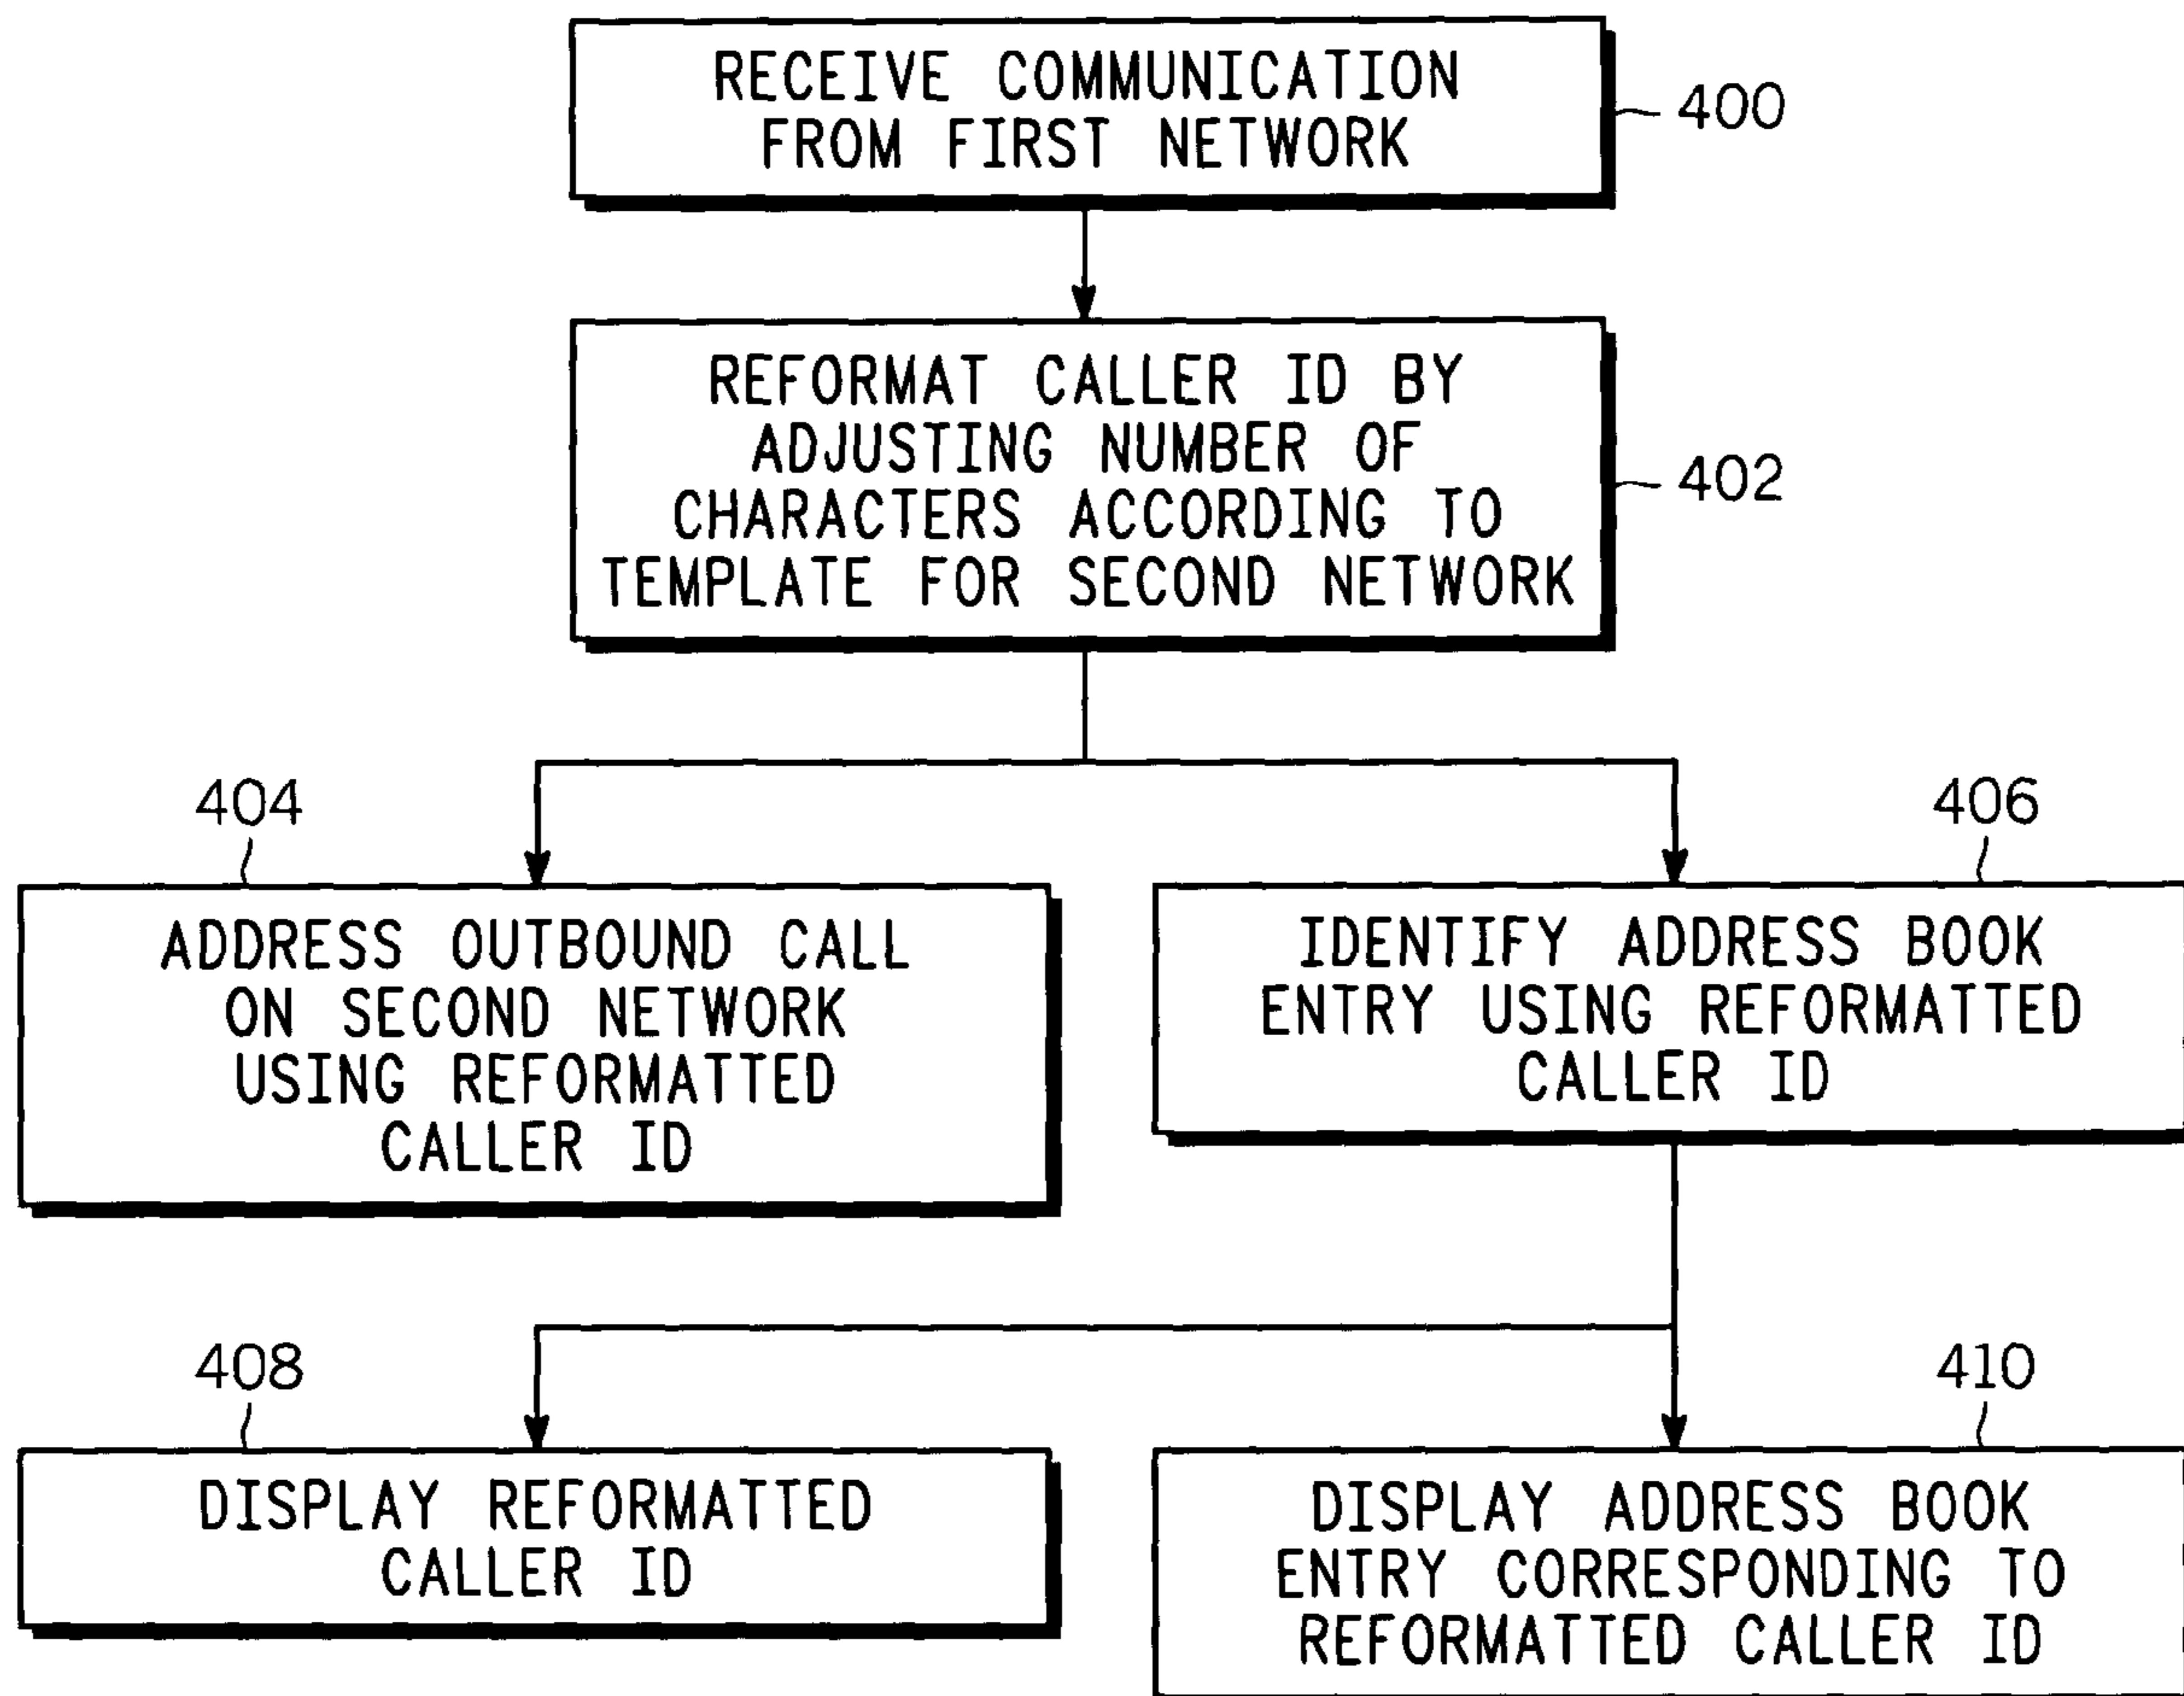 RECEIVE COMMUNICATION
FROM FIRST NETWORK
400
REFORMAT CALLER ID BY
ADJUSTING NUMBER OF
CHARACTERS ACCORDING TO
TEMPLATE FOR SECOND NETWORK
402
404
ADDRESS OUTBOUND CALL
ON SECOND NETWORK
USING REFORMATTED
CALLER ID
406
IDENTIFY ADDRESS BOOK
ENTRY USING REFORMATTED
CALLER ID
408
DISPLAY REFORMATTED
CALLER ID
410
DISPLAY ADDRESS BOOK
ENTRY CORRESPONDING TO
REFORMATTED CALLER ID